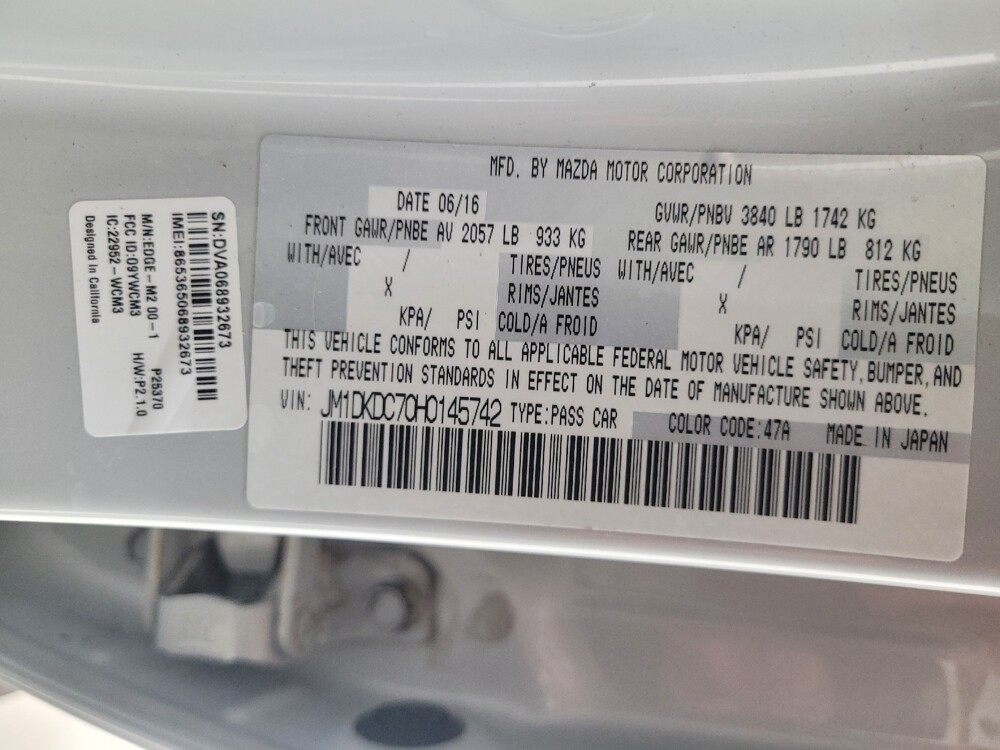 SN:DVA068932673
IMEI:865365068932673
M/N:EDGE-M2 00-1 P25370
FCC ID:09YWCM3
IC:22952-WCM3 H/W:P2.1.0
Designed in California
MFD. BY MAZDA MOTOR CORPORATION
DATE 06/16 GVWR/PNBV 3840 LB 1742 KG
FRONT GAWR/PNBE AV 2057 LB 933 KG REAR GAWR/PNBE AR 1790 LB 812 KG
WITH/AVEC / TIRES/PNEUS WITH/AVEC / TIRES/PNEUS
X RIMS/JANTES X RIMS/JANTES
KPA/ PSI COLD/A FROID KPA/ PSI COLD/A FROID
THIS VEHICLE CONFORMS TO ALL APPLICABLE FEDERAL MOTOR VEHICLE SAFETY, BUMPER, AND
THEFT PREVENTION STANDARDS IN EFFECT ON THE DATE OF MANUFACTURE SHOWN ABOVE.
VIN: JM1DKDC70H0145742 TYPE:PASS CAR COLOR CODE:47A MADE IN JAPAN